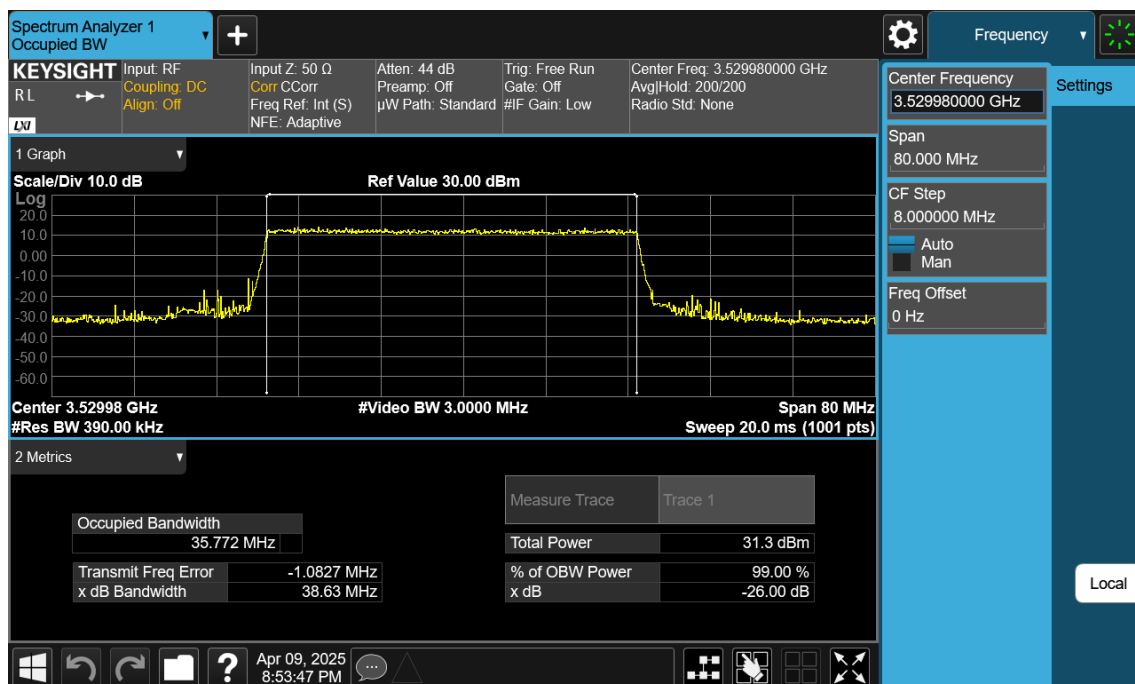 Spectrum Analyzer 1
Occupied BW
Frequency
KEYSIGHT
RL
LXI
Input: RF
Coupling: DC
Align: Off
Input Z: 50 Ω
Corr CCorr
Freq Ref: Int (S)
NFE: Adaptive
Atten: 44 dB
Preamp: Off
µW Path: Standard
Trig: Free Run
Gate: Off
#IF Gain: Low
Center Freq: 3.529980000 GHz
Avg|Hold: 200/200
Radio Std: None
1 Graph
Scale/Div 10.0 dB
Ref Value 30.00 dBm
Log
20.0
10.0
0.00
-10.0
-20.0
-30.0
-40.0
-50.0
-60.0
Center 3.52998 GHz
#Video BW 3.0000 MHz
Span 80 MHz
#Res BW 390.00 kHz
Sweep 20.0 ms (1001 pts)
2 Metrics
Measure Trace
Trace 1
Occupied Bandwidth
35.772 MHz
Total Power
31.3 dBm
Transmit Freq Error
-1.0827 MHz
% of OBW Power
99.00 %
x dB Bandwidth
38.63 MHz
x dB
-26.00 dB
Center Frequency
3.529980000 GHz
Settings
Span
80.000 MHz
CF Step
8.000000 MHz
Auto
Man
Freq Offset
0 Hz
Local
?
Apr 09, 2025
8:53:47 PM